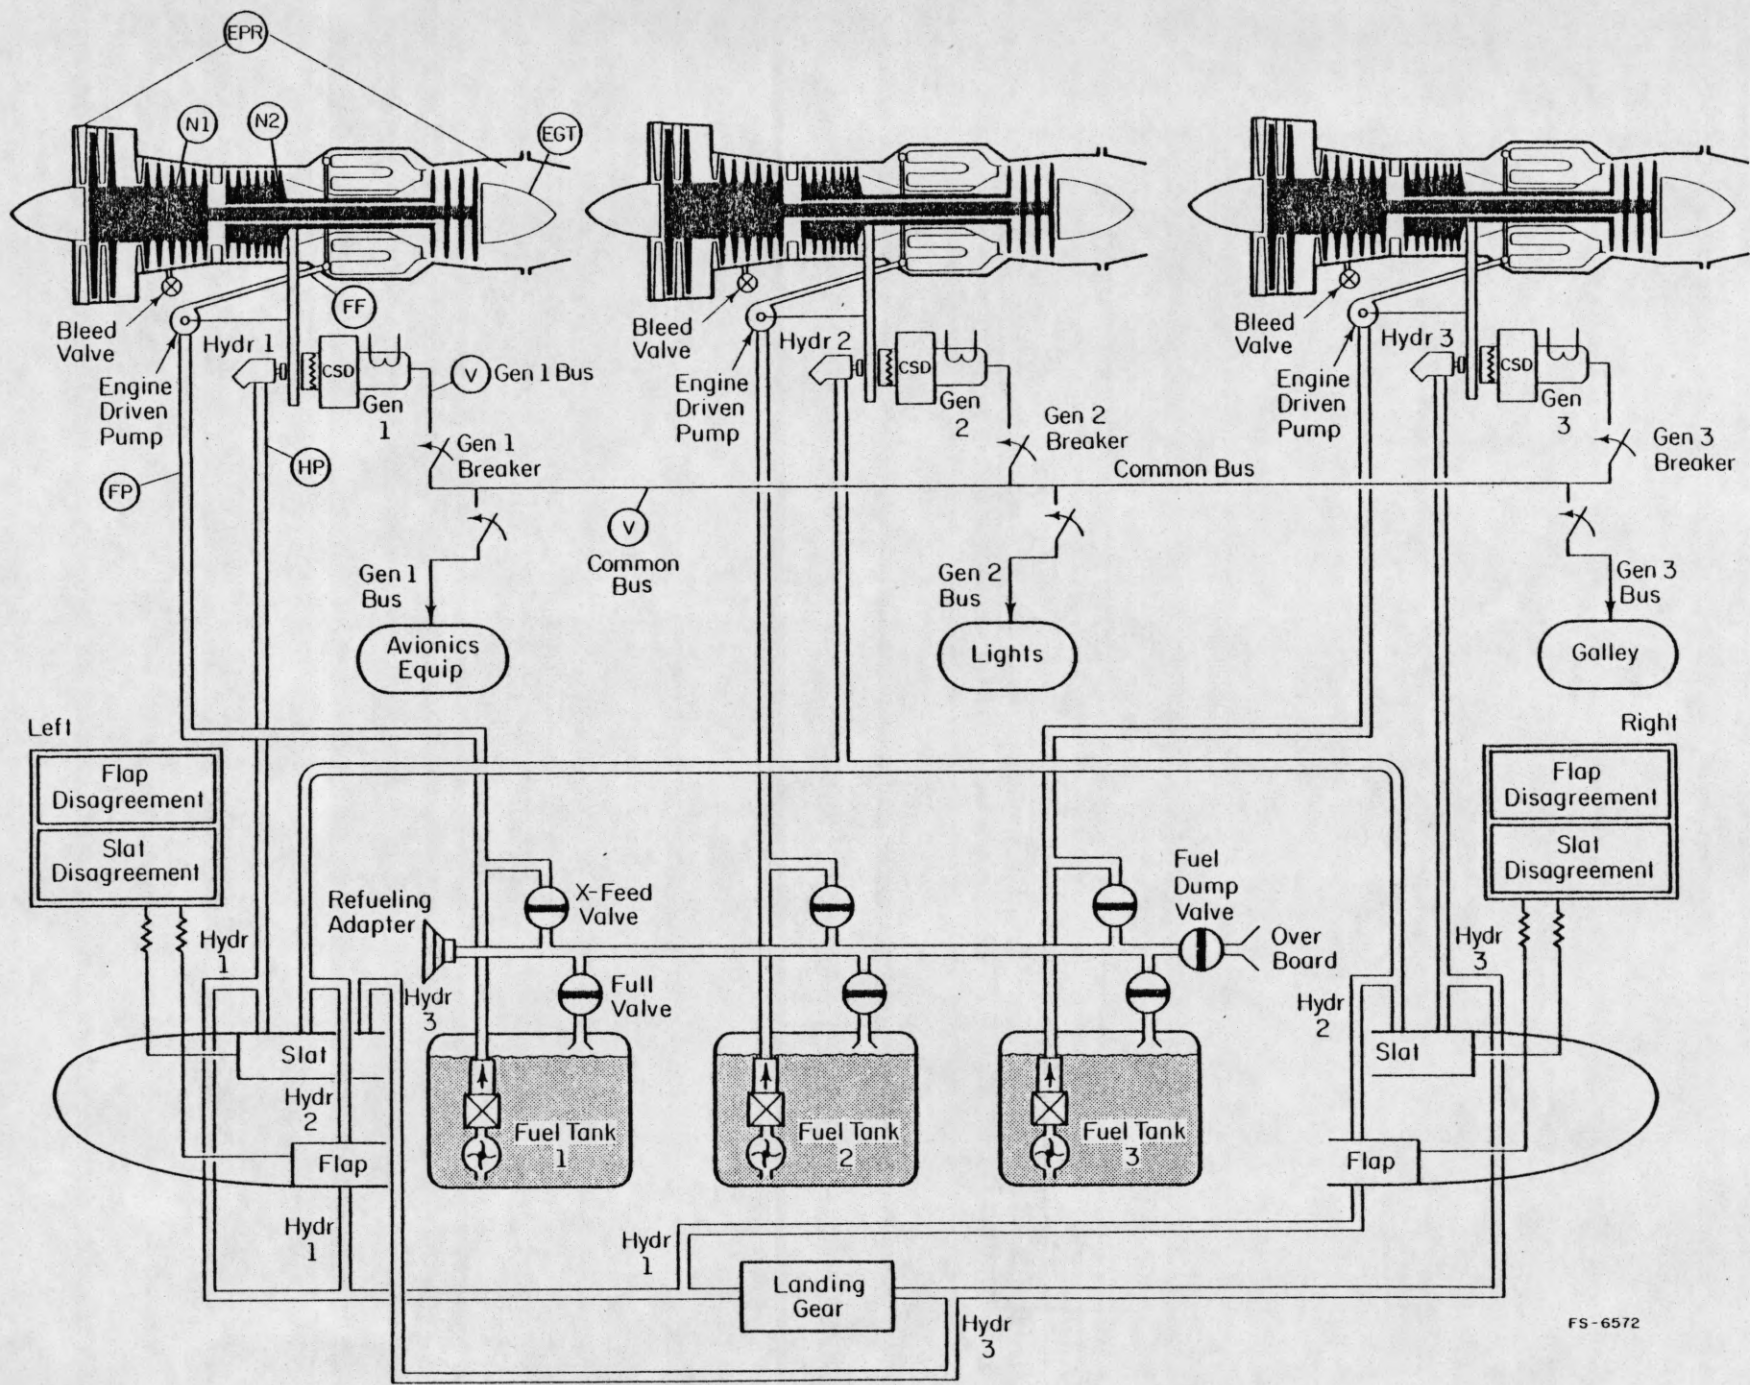 EPR
N1
N2
EGT
FF
Bleed
Valve
Engine
Driven
Pump
Hydr 1
CSD
Gen
1
V
Gen 1 Bus
Gen 1
Breaker
HP
FP
Bleed
Valve
Engine
Driven
Pump
Hydr 2
CSD
Gen
2
Gen 2
Breaker
Bleed
Valve
Engine
Driven
Pump
Hydr 3
CSD
Gen
3
Gen 3
Breaker
Common Bus
V
Common
Bus
Gen 1
Bus
Avionics
Equip
Gen 2
Bus
Lights
Gen 3
Bus
Galley
Left
Flap
Disagreement
Slat
Disagreement
Right
Flap
Disagreement
Slat
Disagreement
Refueling
Adapter
X-Feed
Valve
Fuel
Dump
Valve
Over
Board
Full
Valve
Hydr
1
Hydr
3
Hydr
2
Hydr
3
Slat
Hydr
2
Flap
Hydr
1
Fuel Tank
1
Fuel Tank
2
Fuel Tank
3
Slat
Flap
Hydr
1
Landing
Gear
Hydr
3
FS-6572